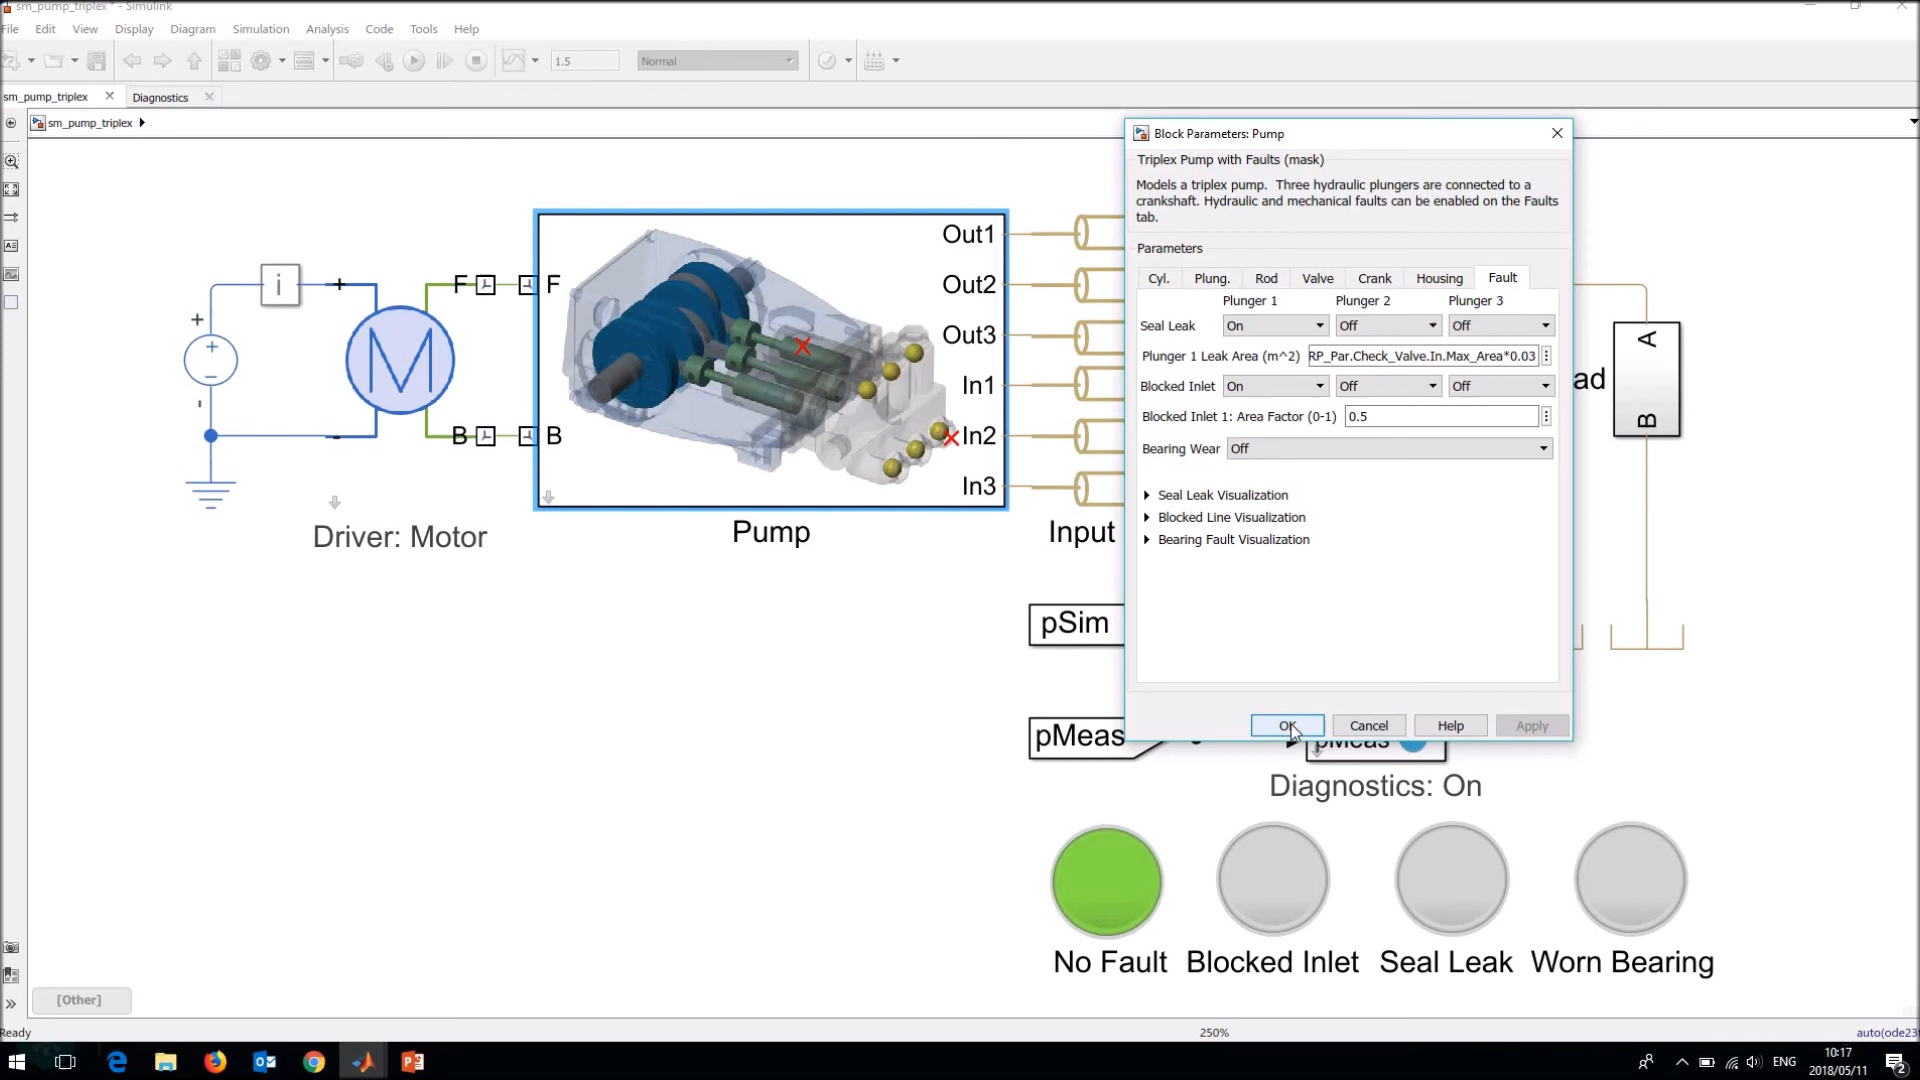 sm_pump_triplex * - Simulink
File Edit View Display Diagram Simulation Analysis Code Tools Help
1.5 Normal
sm_pump_triplex Diagnostics
sm_pump_triplex
Block Parameters: Pump
Triplex Pump with Faults (mask)
Models a triplex pump. Three hydraulic plungers are connected to a
crankshaft. Hydraulic and mechanical faults can be enabled on the Faults
tab.
Parameters
Cyl. Plung. Rod Valve Crank Housing Fault
Plunger 1 Plunger 2 Plunger 3
Seal Leak On Off Off
Plunger 1 Leak Area (m^2) RP_Par.Check_Valve.In.Max_Area*0.03
Blocked Inlet On Off Off
Blocked Inlet 1: Area Factor (0-1) 0.5
Bearing Wear Off
Seal Leak Visualization
Blocked Line Visualization
Bearing Fault Visualization
OK Cancel Help Apply
i + F F
+ M
-
- B B
Out1
Out2
Out3
In1
In2
In3
Driver: Motor
Pump
Input
ad
A
B
pSim
pMeas
pMeas
Diagnostics: On
No Fault Blocked Inlet Seal Leak Worn Bearing
[Other]
Ready 250% auto(ode23t
ENG
10:17
2018/05/11
2